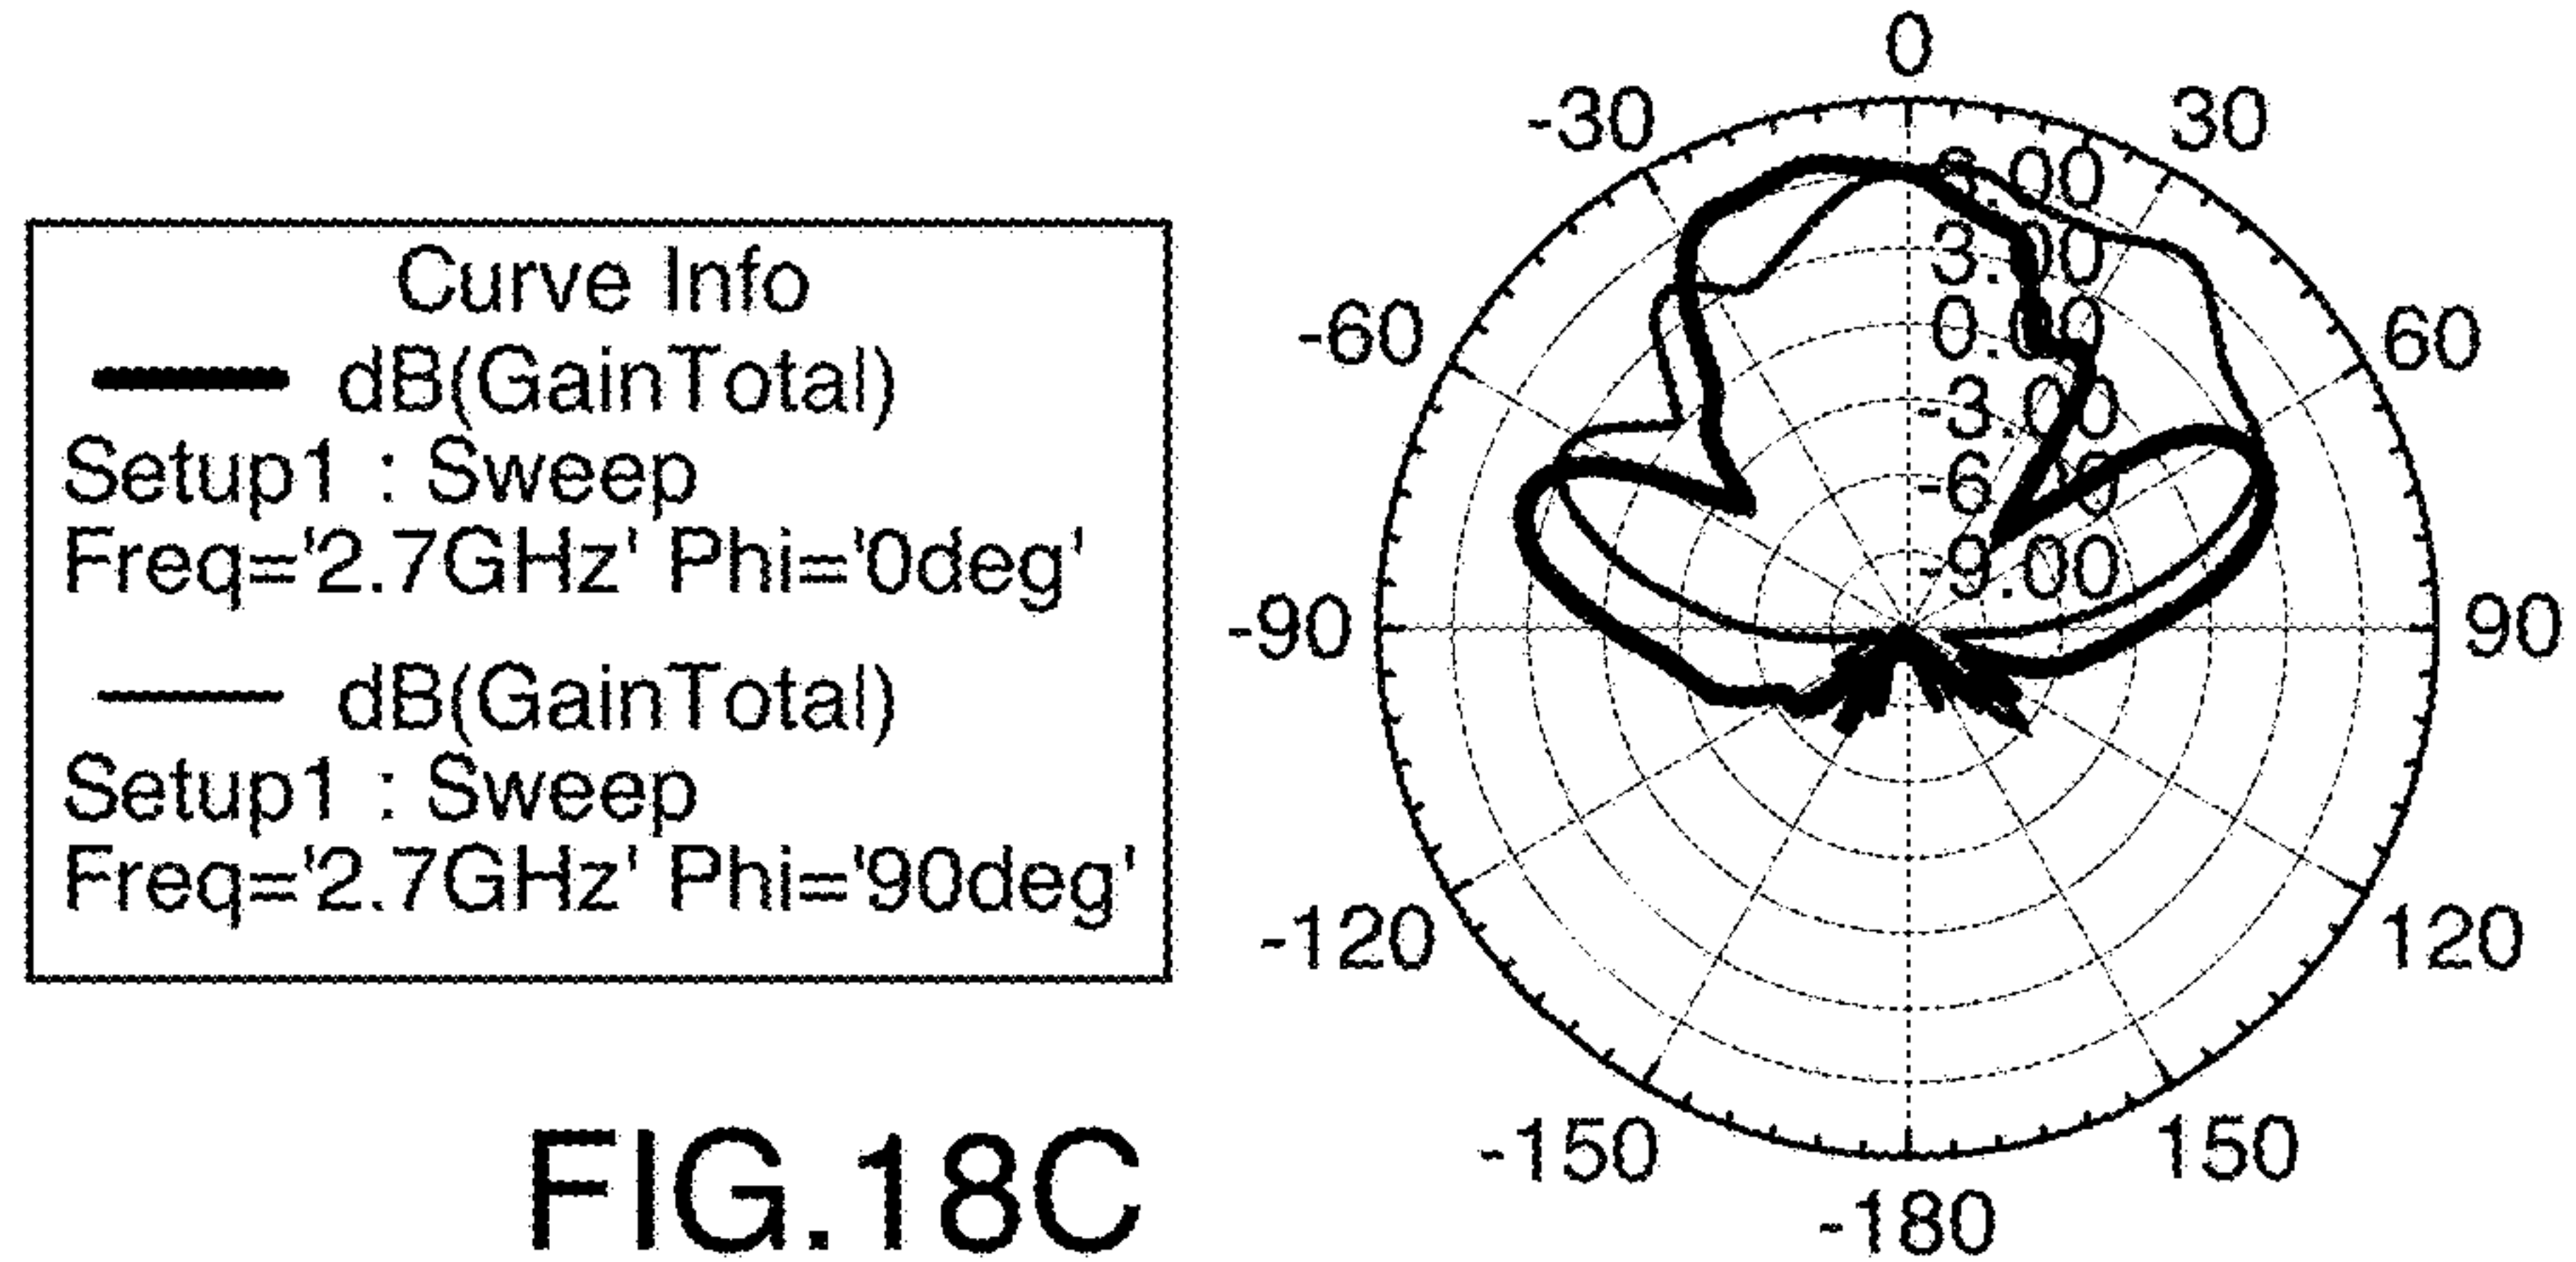 Curve Info
dB(GainTotal)
Setup1 : Sweep
Freq='2.7GHz' Phi='0deg'
dB(GainTotal)
Setup1 : Sweep
Freq='2.7GHz' Phi='90deg'
0
-30
30
6.00
3.00
-60
0.00
60
-3.00
-6.00
-9.00
-90
90
-120
120
-150
150
-180
FIG.18C